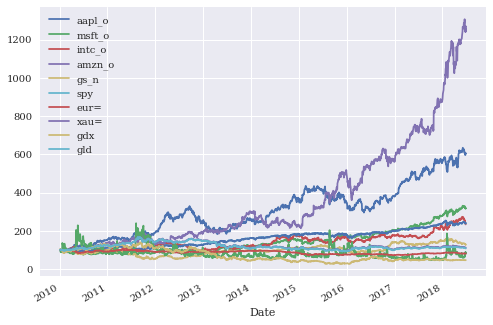 1200
1000
800
600
400
200
0
aapl_o
msft_o
intc_o
amzn_o
gs_n
spy
eur=
xau=
gdx
gld
2010
2011
2012
2013
2014
2015
2016
2017
2018
Date